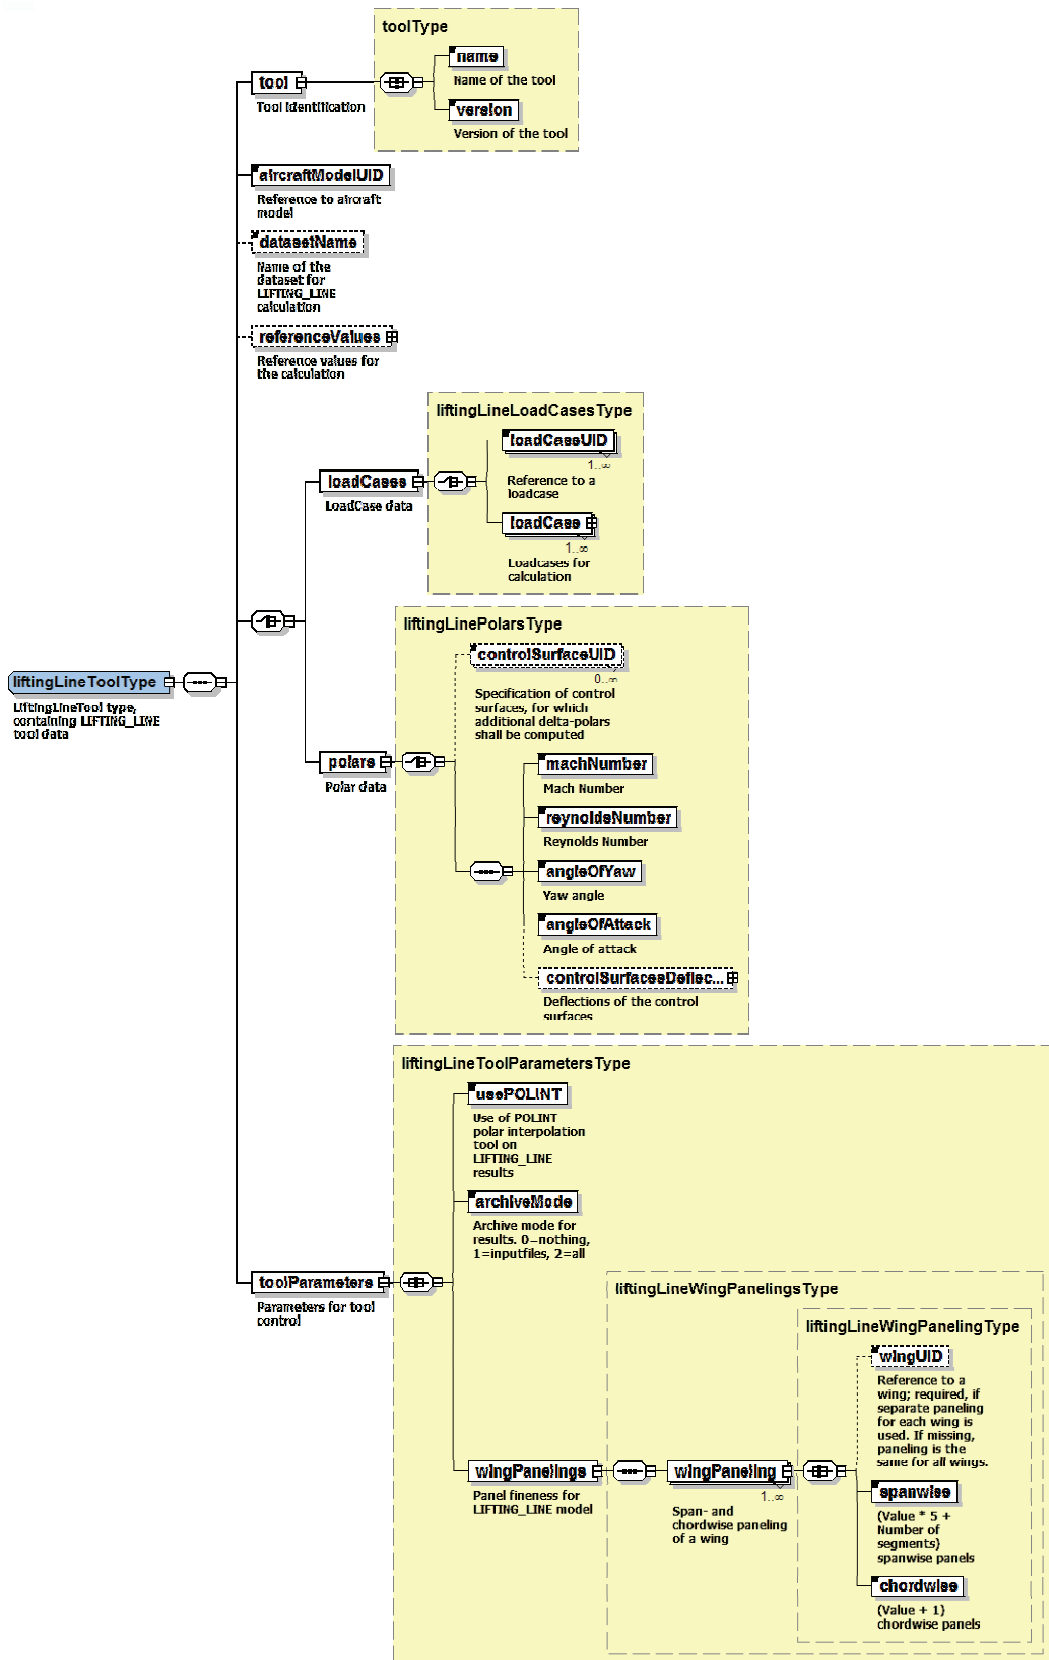 toolType
name
Name of the tool
tool
Tool identification
version
Version of the tool
aircraftModelUID
Reference to aircraft
model
datasetName
Name of the
dataset for
LIFTING_LINE
calculation
referenceValues
Reference values for
the calculation
liftingLineLoadCasesType
loadCaseUID
1..∞
Reference to a
loadcase
loadCases
LoadCase data
loadCase
1..∞
Loadcases for
calculation
liftingLinePolarsType
controlSurfaceUID
0..∞
Specification of control
surfaces, for which
additional delta-polars
shall be computed
liftingLineToolType
LiftingLineTool type,
containing LIFTING_LINE
tool data
polars
Polar data
machNumber
Mach Number
reynoldsNumber
Reynolds Number
angleOfYaw
Yaw angle
angleOfAttack
Angle of attack
controlSurfacesDeflec...
Deflections of the control
surfaces
liftingLineToolParametersType
usePOLINT
Use of POLINT
polar interpolation
tool on
LIFTING_LINE
results
archiveMode
Archive mode for
results. 0=nothing,
1=inputfiles, 2=all
toolParameters
Parameters for tool
control
liftingLineWingPanelingsType
liftingLineWingPanelingType
wingUID
Reference to a
wing; required, if
separate paneling
for each wing is
used. If missing,
paneling is the
same for all wings.
wingPanelings
Panel fineness for
LIFTING_LINE model
wingPaneling
1..∞
Span- and
chordwise paneling
of a wing
spanwise
(Value * 5 +
Number of
segments)
spanwise panels
chordwise
(Value + 1)
chordwise panels